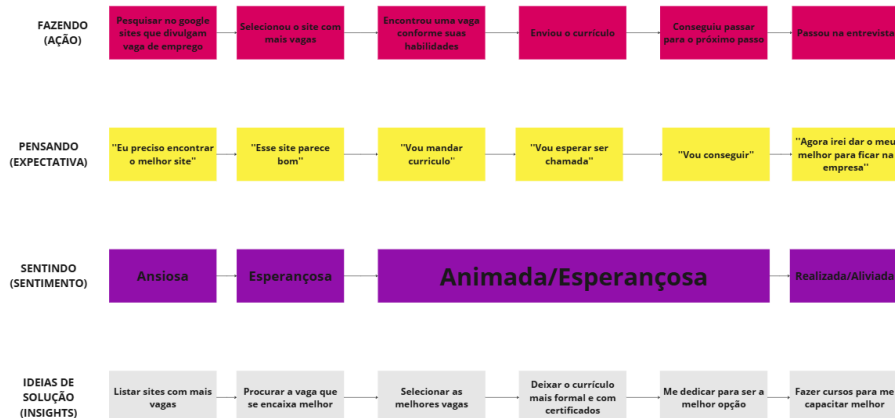 FAZENDO
(AÇÃO)
Pesquisar no google
sites que divulgam
vaga de emprego
Selecionou o site com
mais vagas
Encontrou uma vaga
conforme suas
habilidades
Enviou o currículo
Conseguiu passar
para o próximo passo
Passou na entrevista
PENSANDO
(EXPECTATIVA)
"Eu preciso encontrar
o melhor site"
"Esse site parece
bom"
"Vou mandar
curriculo"
"Vou esperar ser
chamada"
"Vou conseguir"
"Agora irei dar o meu
melhor para ficar na
empresa"
SENTINDO
(SENTIMENTO)
Ansiosa
Esperançosa
Animada/Esperançosa
Realizada/Aliviada
IDEIAS DE
SOLUÇÃO
(INSIGHTS)
Listar sites com mais
vagas
Procurar a vaga que
se encaixa melhor
Selecionar as
melhores vagas
Deixar o currículo
mais formal e com
certificados
Me dedicar para ser a
melhor opção
Fazer cursos para me
capacitar melhor